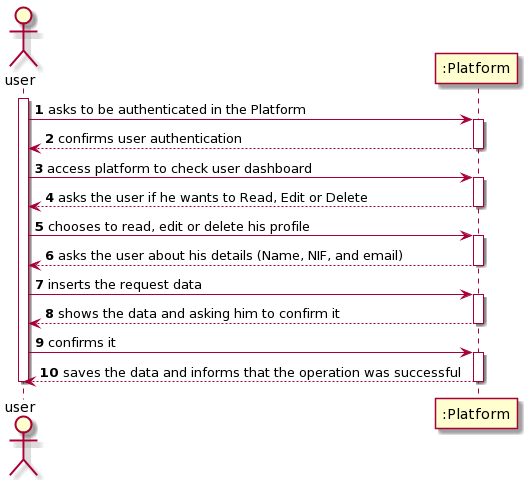 user
:Platform
1 asks to be authenticated in the Platform
2 confirms user authentication
3 access platform to check user dashboard
4 asks the user if he wants to Read, Edit or Delete
5 chooses to read, edit or delete his profile
6 asks the user about his details (Name, NIF, and email)
7 inserts the request data
8 shows the data and asking him to confirm it
9 confirms it
10 saves the data and informs that the operation was successful
user
:Platform